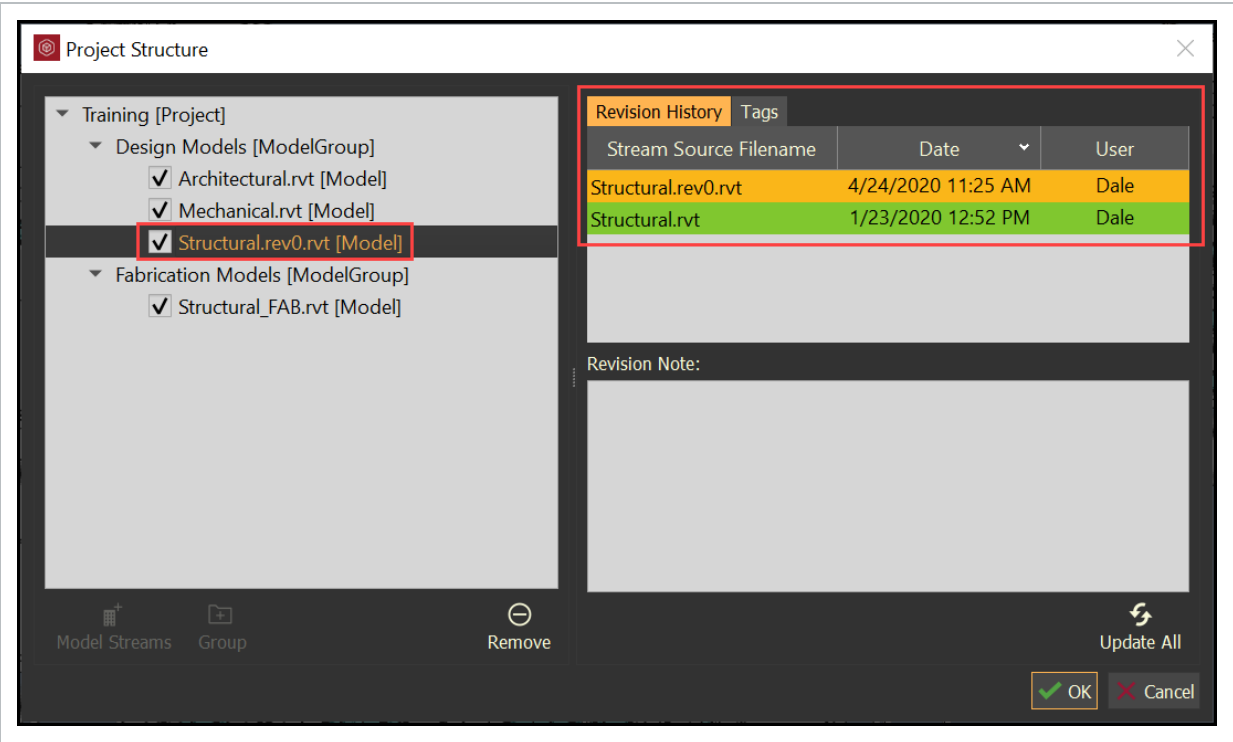 Project Structure
Training [Project]
Design Models [ModelGroup]
Architectural.rvt [Model]
Mechanical.rvt [Model]
Structural.rev0.rvt [Model]
Fabrication Models [ModelGroup]
Structural_FAB.rvt [Model]
Model Streams Group Remove
Revision History Tags
Stream Source Filename Date User
Structural.rev0.rvt 4/24/2020 11:25 AM Dale
Structural.rvt 1/23/2020 12:52 PM Dale
Revision Note:
Update All
OK Cancel